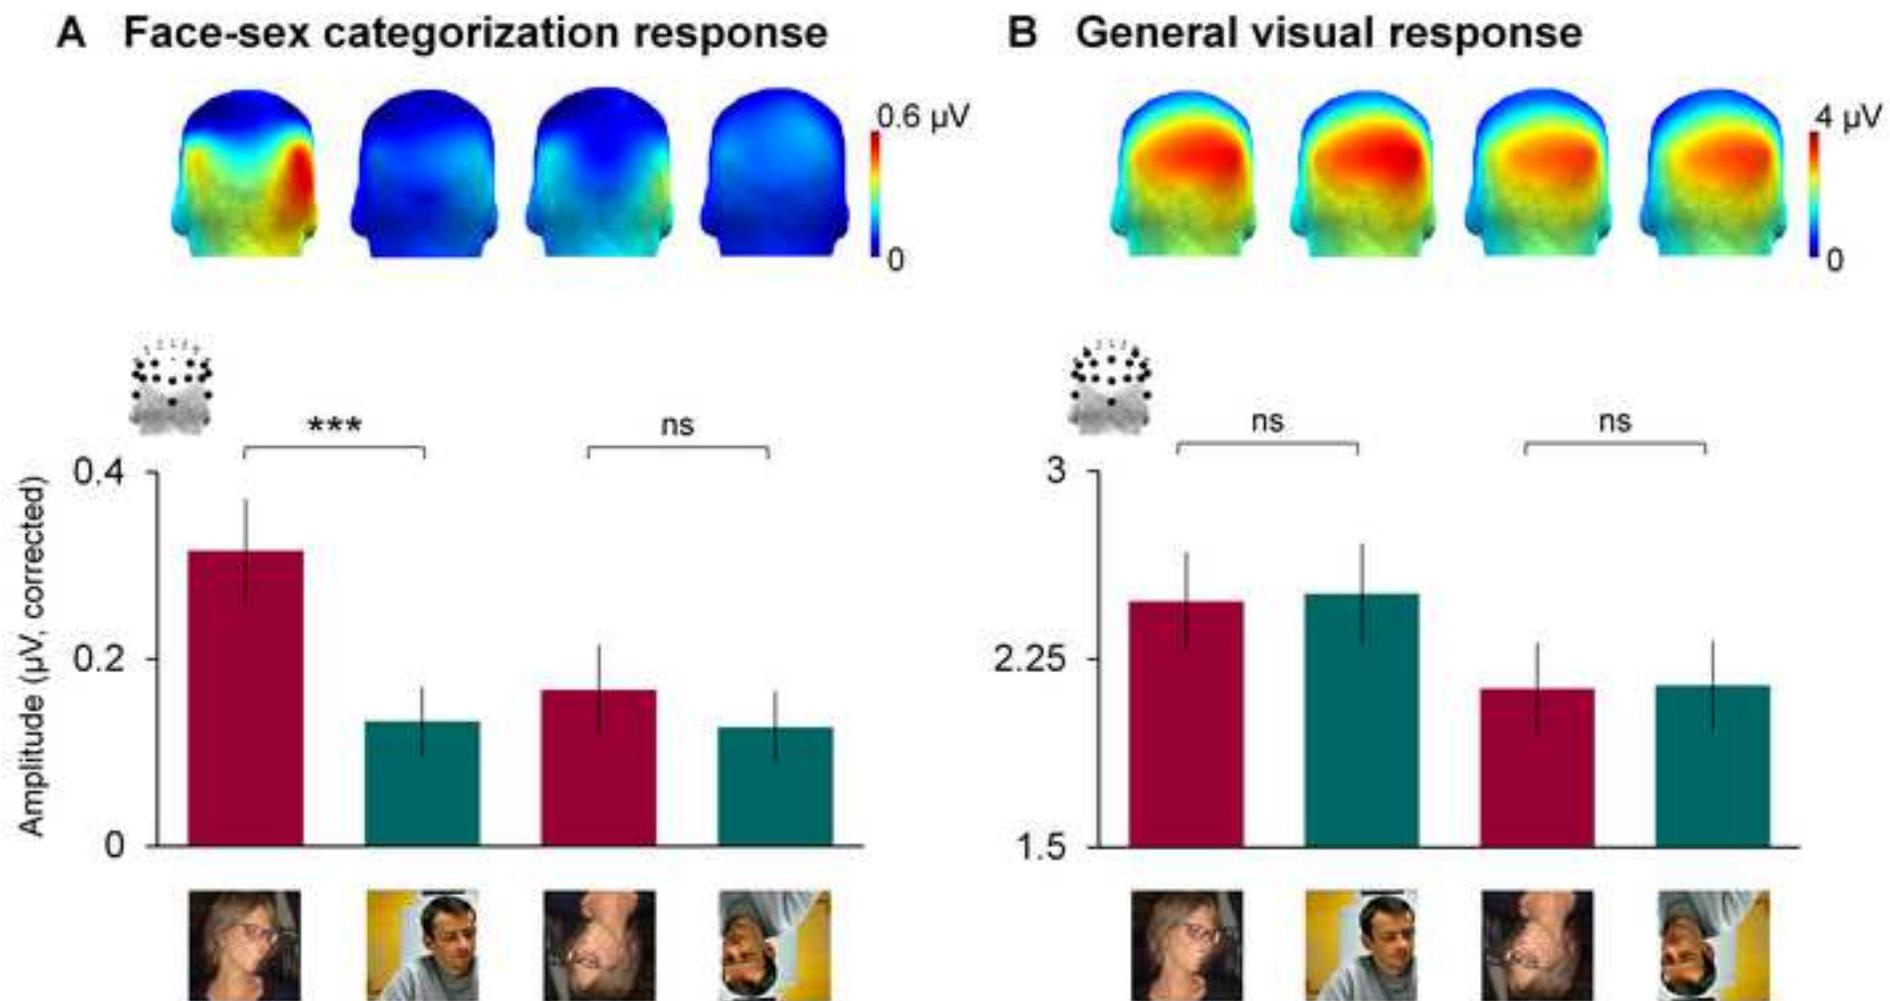 A Face-sex categorization response
0.6 µV
0
***
ns
0.4
0.2
0
Amplitude (µV, corrected)
B General visual response
4 µV
0
ns
ns
3
2.25
1.5